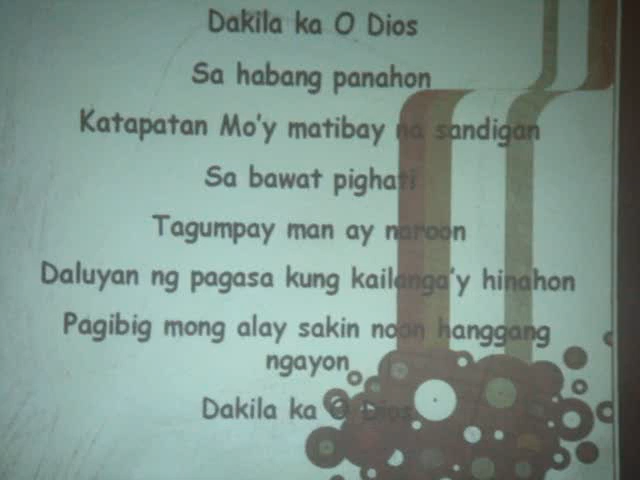 Dakila ka O Dios
Sa habang panahon
Katapatan Mo'y matibay na sandigan
Sa bawat pighati
Tagumpay man ay naroon
Daluyan ng pagasa kung kailanga'y hinahon
Pagibig mong alay sakin noon hanggang
ngayon
Dakila ka O Dios